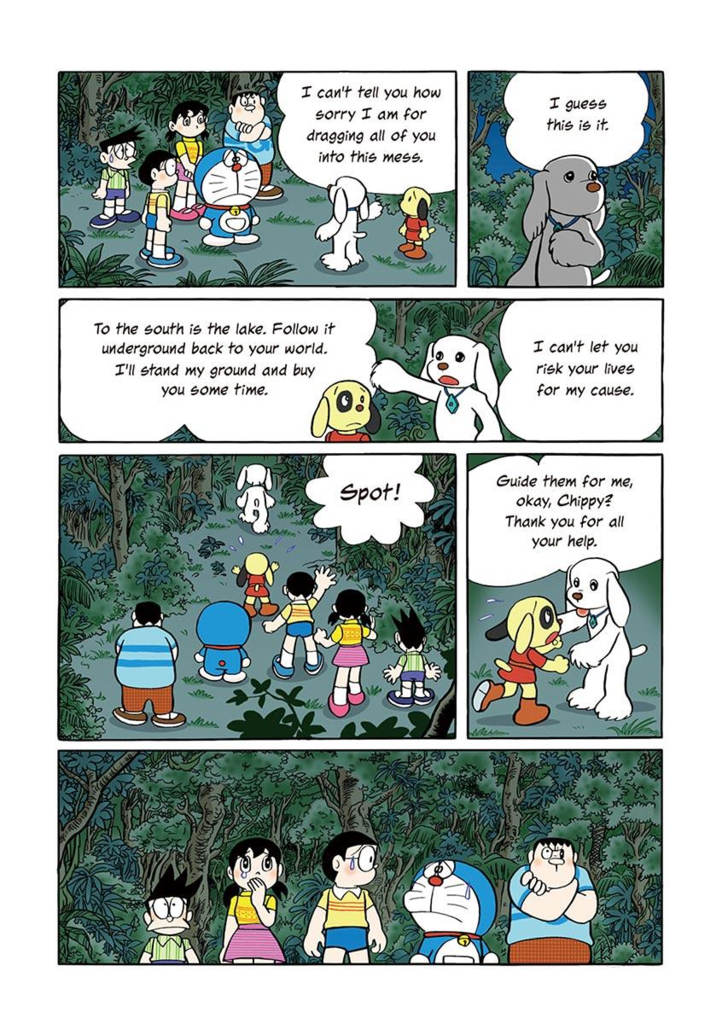 I can't tell you how
sorry I am for
dragging all of you
into this mess.
I guess
this is it.
To the south is the lake. Follow it
underground back to your world.
I'll stand my ground and buy
you some time.
I can't let you
risk your lives
for my cause.
Spot!
Guide them for me,
okay, Chippy?
Thank you for all
your help.